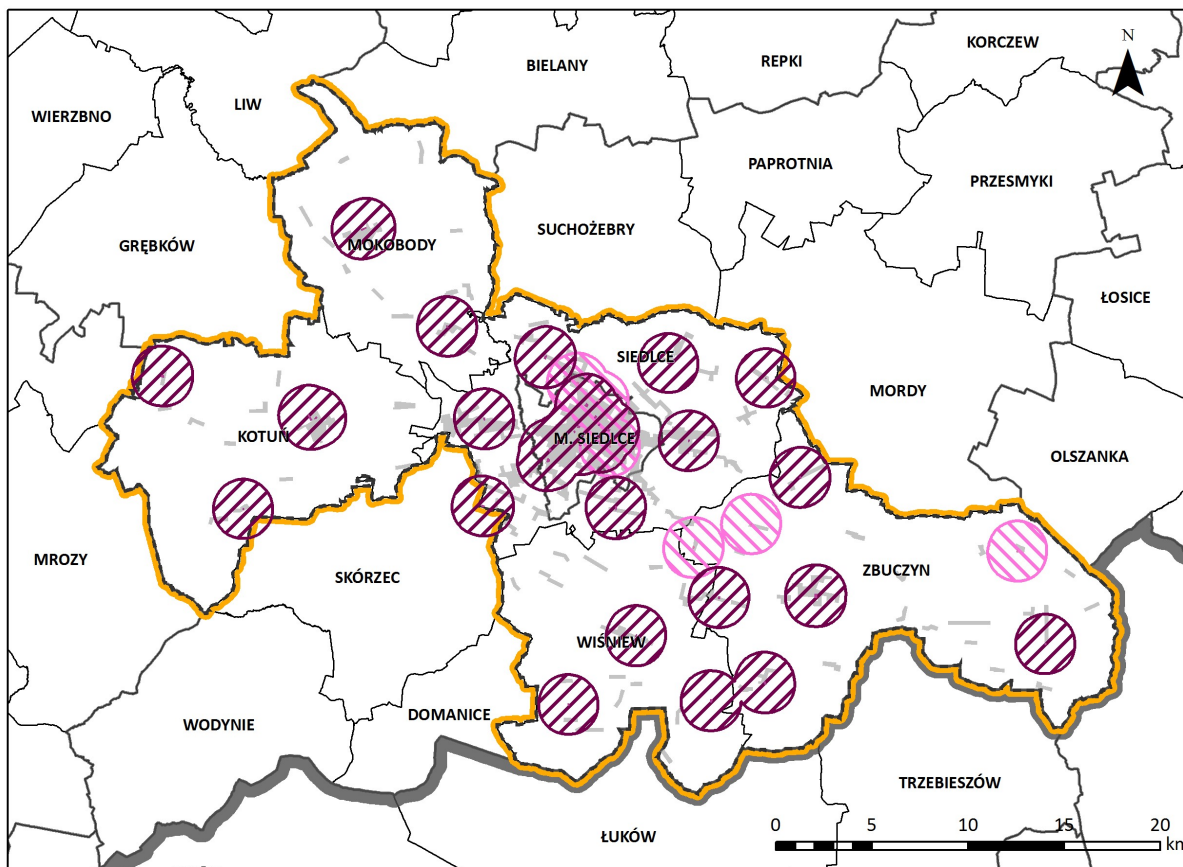 N
KORCZEW
REPKI
BIELANY
LIW
WIERZBNO
PAPROTNIA
PRZESMYKI
SUCHOŻEBRY
GRĘBKÓW
MOKOBODY
ŁOSICE
SIEDLCE
MORDY
KOTUŃ
M. SIEDLCE
OLSZANKA
MROZY
SKÓRZEC
ZBUCZYN
WIŚNIEW
DOMANICE
WODYNIE
TRZEBIESZÓW
ŁUKÓW
0 5 10 15 20
km